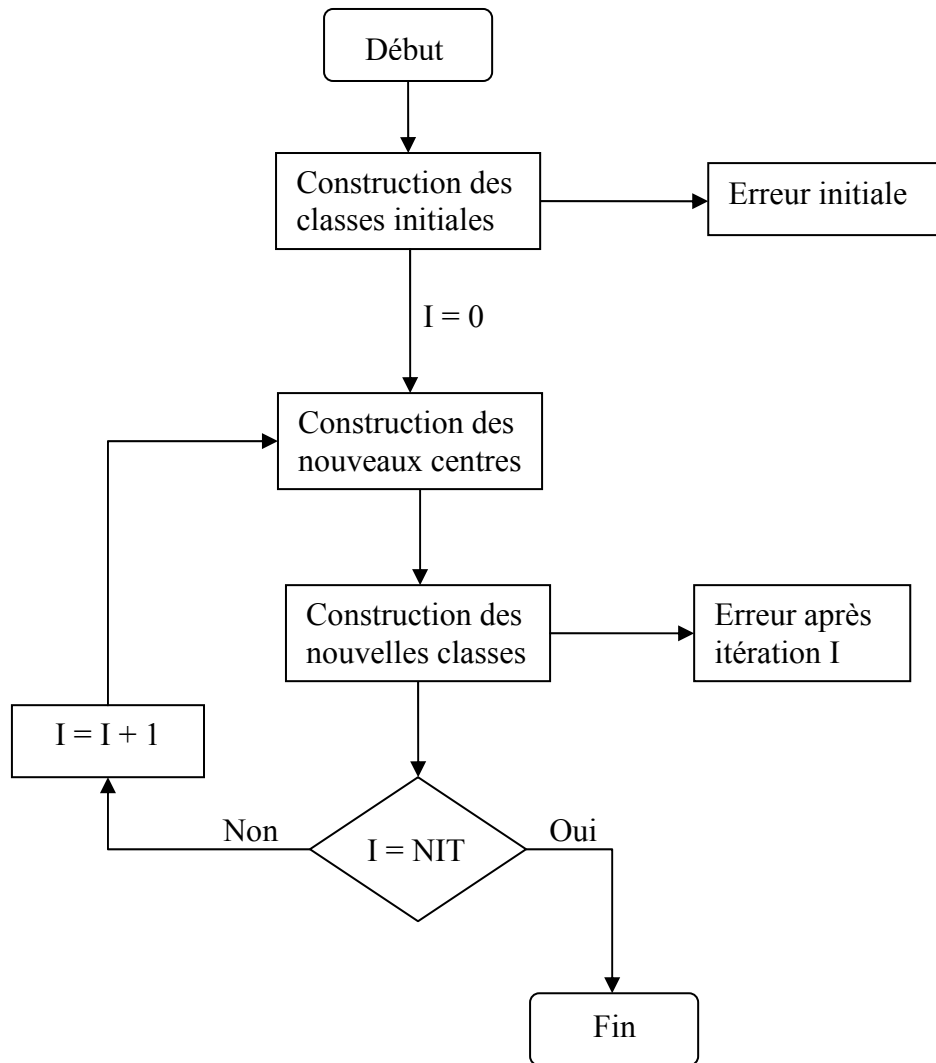 Début
Construction des
classes initiales
Erreur initiale
I = 0
Construction des
nouveaux centres
Construction des
nouvelles classes
Erreur après
itération I
I = I + 1
Non
I = NIT
Oui
Fin